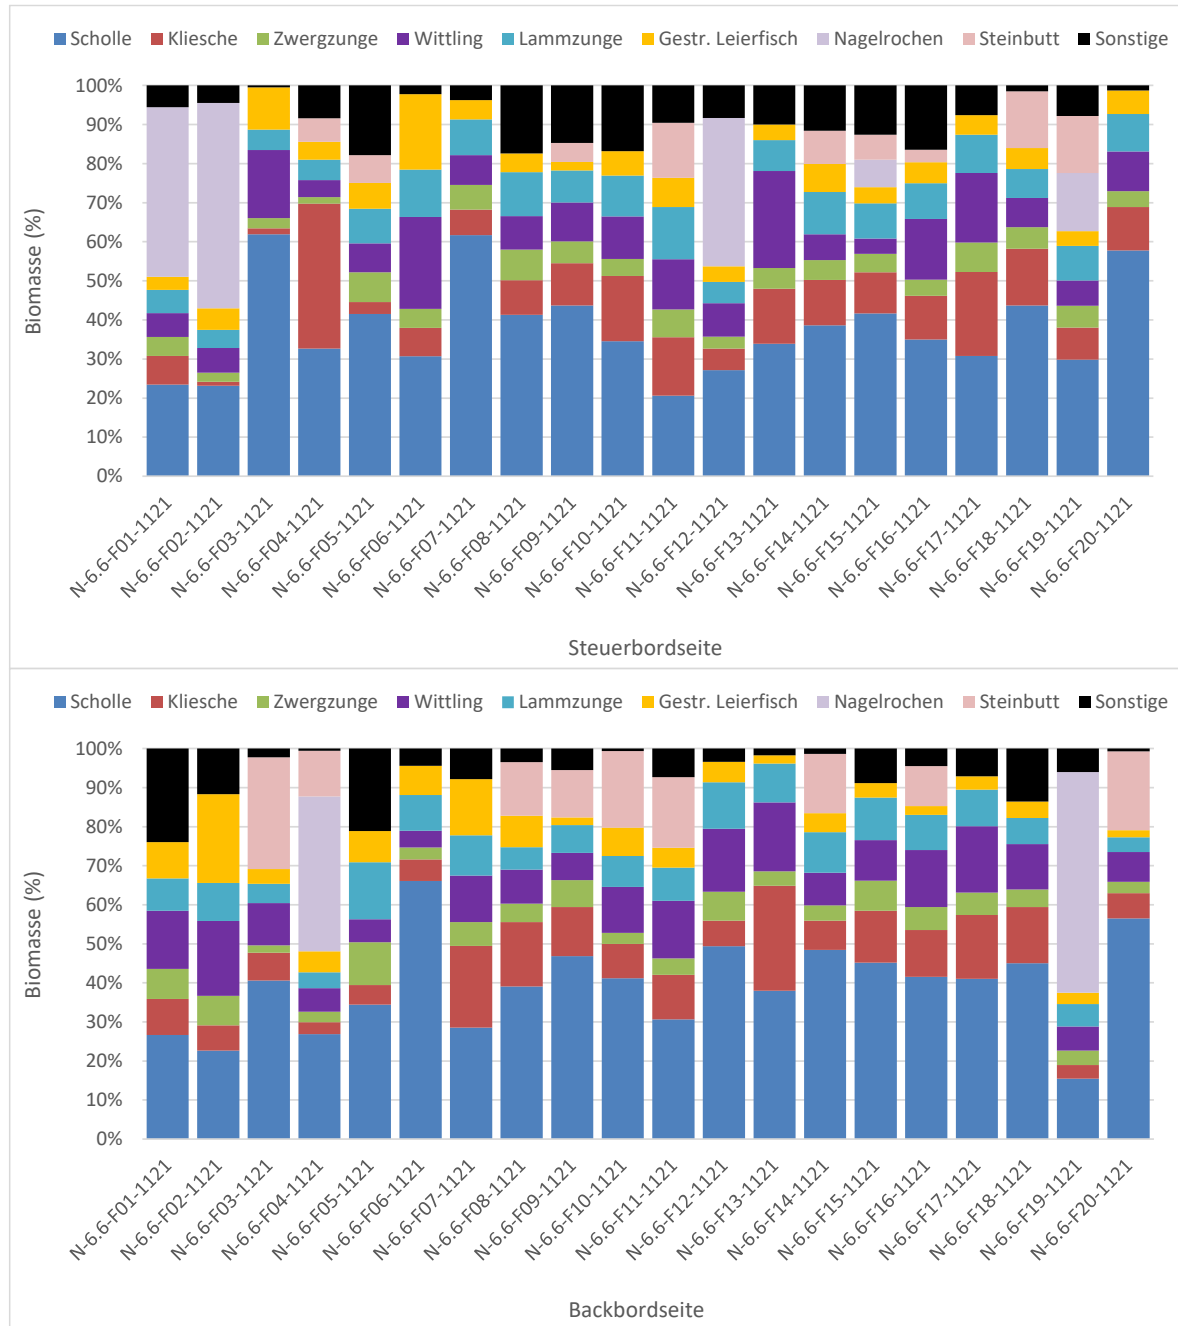 Scholle Kliesche Zwergzunge Wittling Lammzunge Gestr. Leierfisch Nagelrochen Steinbutt Sonstige
100%
90%
80%
70%
60%
50%
40%
30%
20%
10%
0%
Biomasse (%)
N-6.6-F01-1121
N-6.6-F02-1121
N-6.6-F03-1121
N-6.6-F04-1121
N-6.6-F05-1121
N-6.6-F06-1121
N-6.6-F07-1121
N-6.6-F08-1121
N-6.6-F09-1121
N-6.6-F10-1121
N-6.6-F11-1121
N-6.6-F12-1121
N-6.6-F13-1121
N-6.6-F14-1121
N-6.6-F15-1121
N-6.6-F16-1121
N-6.6-F17-1121
N-6.6-F18-1121
N-6.6-F19-1121
N-6.6-F20-1121
Steuerbordseite
Scholle Kliesche Zwergzunge Wittling Lammzunge Gestr. Leierfisch Nagelrochen Steinbutt Sonstige
100%
90%
80%
70%
60%
50%
40%
30%
20%
10%
0%
Biomasse (%)
N-6.6-F01-1121
N-6.6-F02-1121
N-6.6-F03-1121
N-6.6-F04-1121
N-6.6-F05-1121
N-6.6-F06-1121
N-6.6-F07-1121
N-6.6-F08-1121
N-6.6-F09-1121
N-6.6-F10-1121
N-6.6-F11-1121
N-6.6-F12-1121
N-6.6-F13-1121
N-6.6-F14-1121
N-6.6-F15-1121
N-6.6-F16-1121
N-6.6-F17-1121
N-6.6-F18-1121
N-6.6-F19-1121
N-6.6-F20-1121
Backbordseite